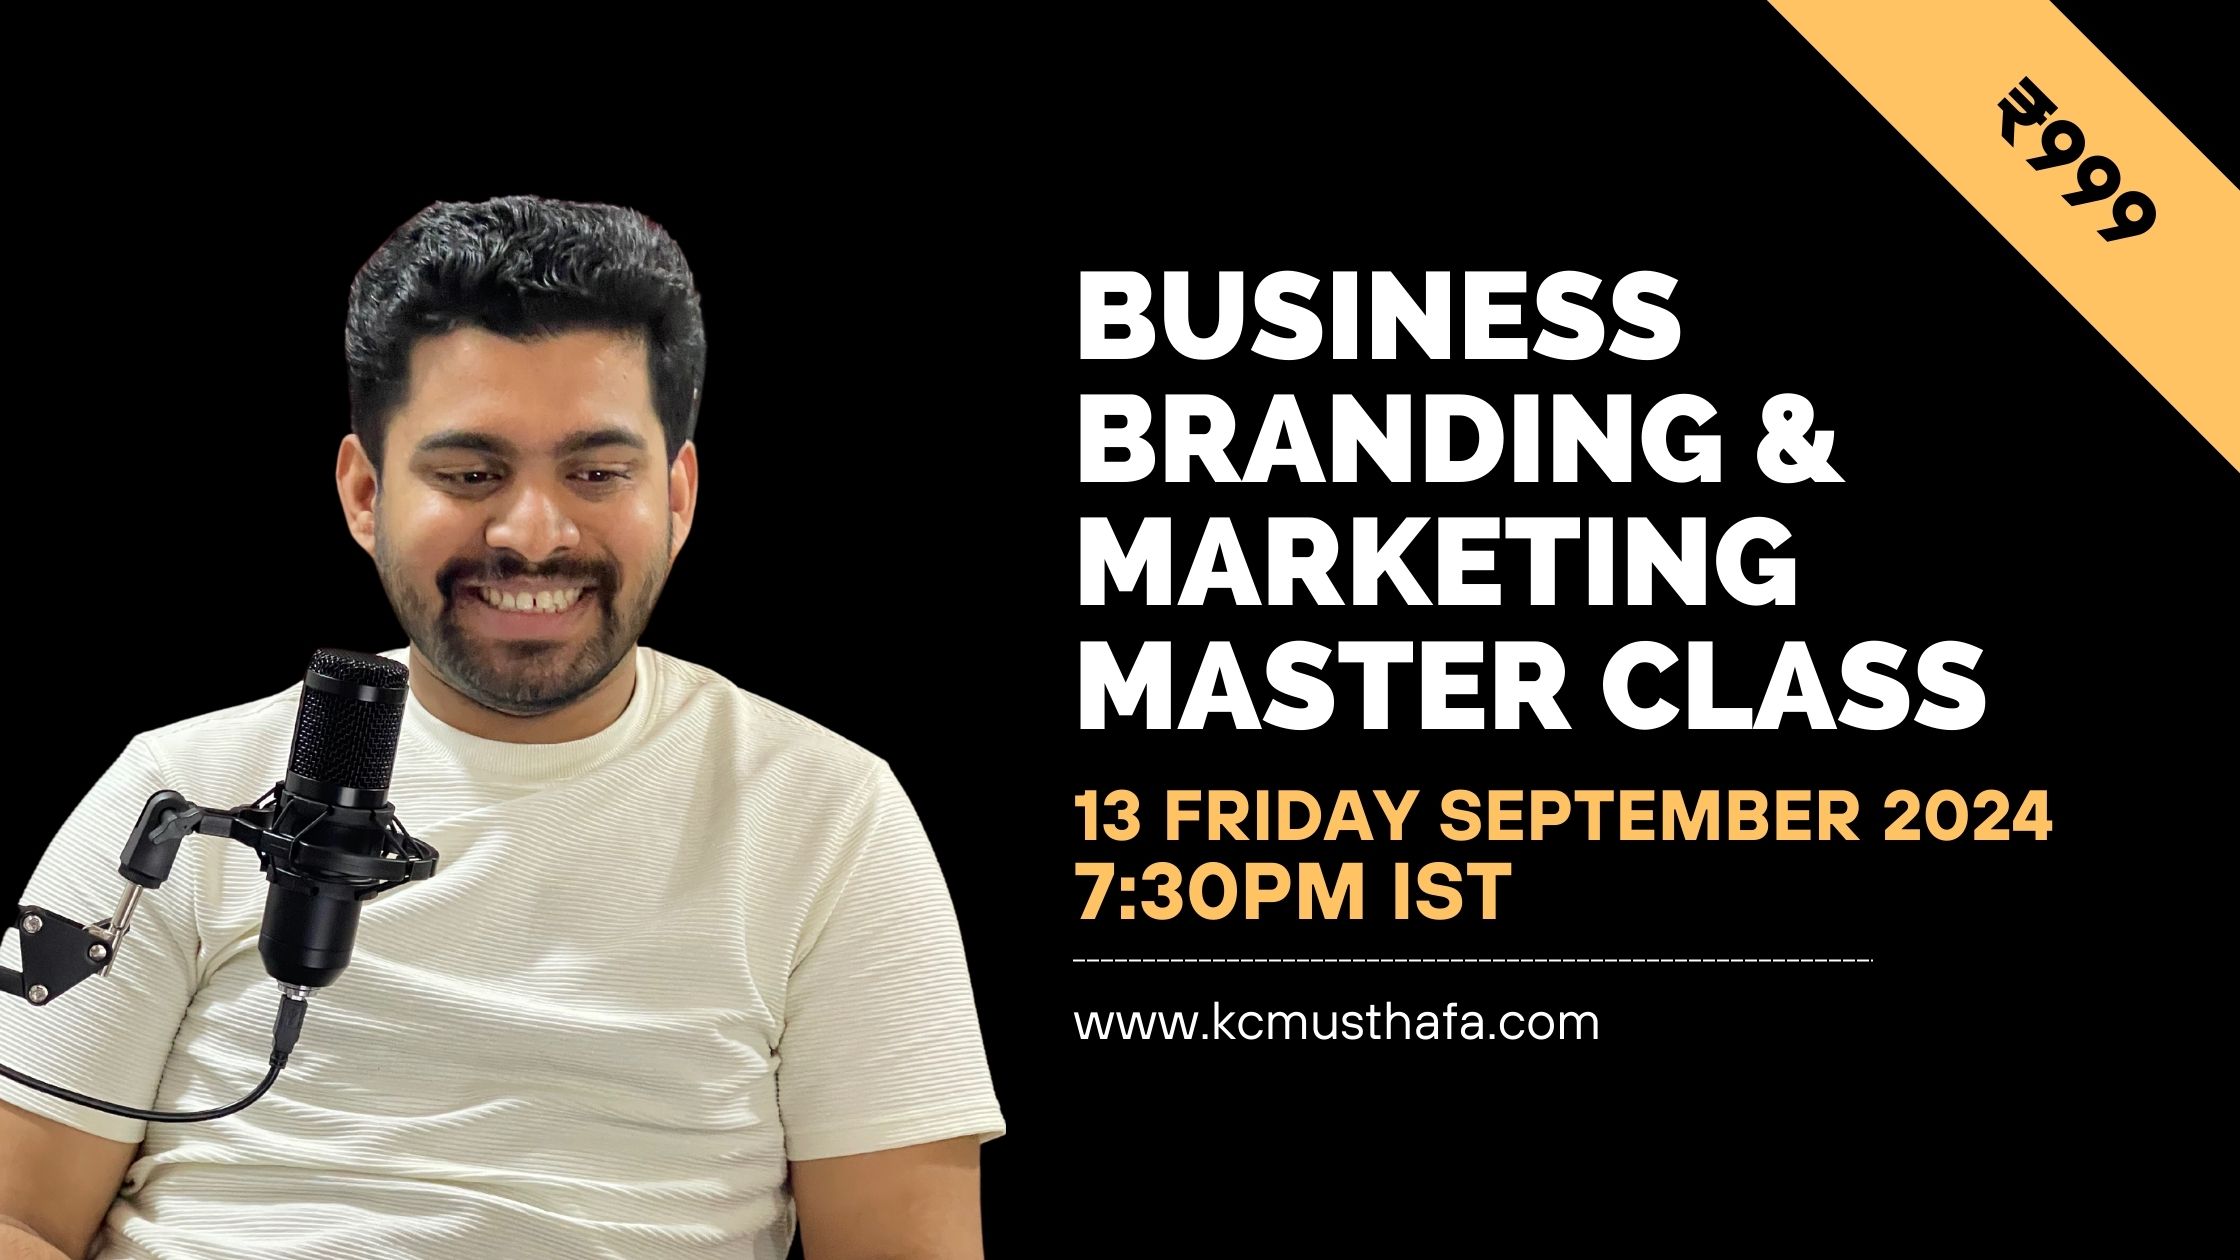 ₹999
BUSINESS
BRANDING &
MARKETING
MASTER CLASS
13 FRIDAY SEPTEMBER 2024
7:30PM IST
www.kcmusthafa.com